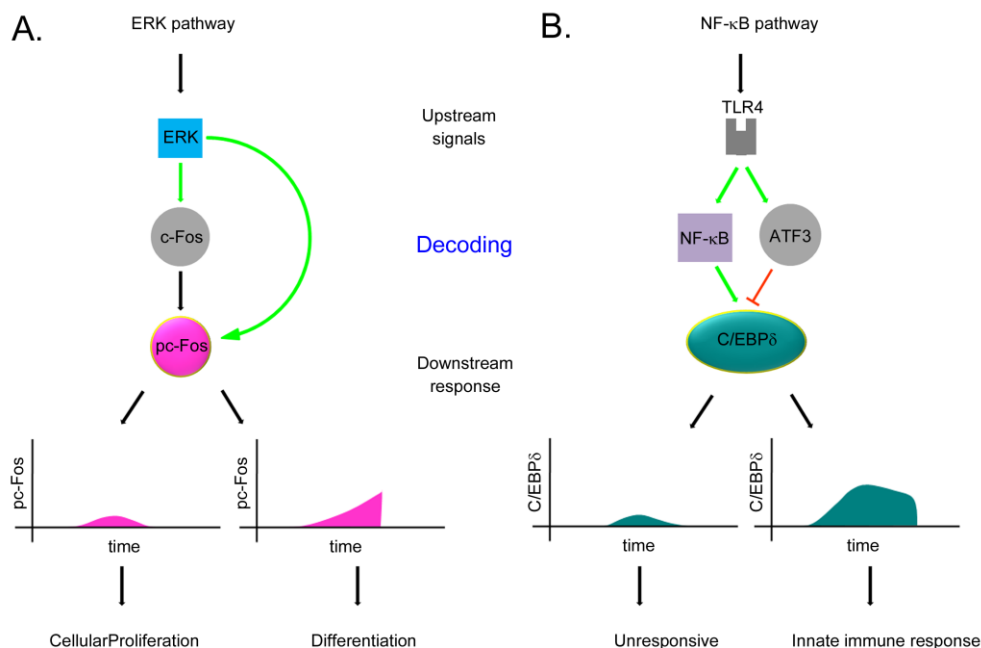 A.
ERK pathway
ERK
c-Fos
pc-Fos
pc-Fos
time
pc-Fos
time
CellularProliferation
Differentiation
Upstream
signals
Decoding
Downstream
response
B.
NF-κB pathway
TLR4
NF-κB
ATF3
C/EBPδ
C/EBPδ
time
C/EBPδ
time
Unresponsive
Innate immune response